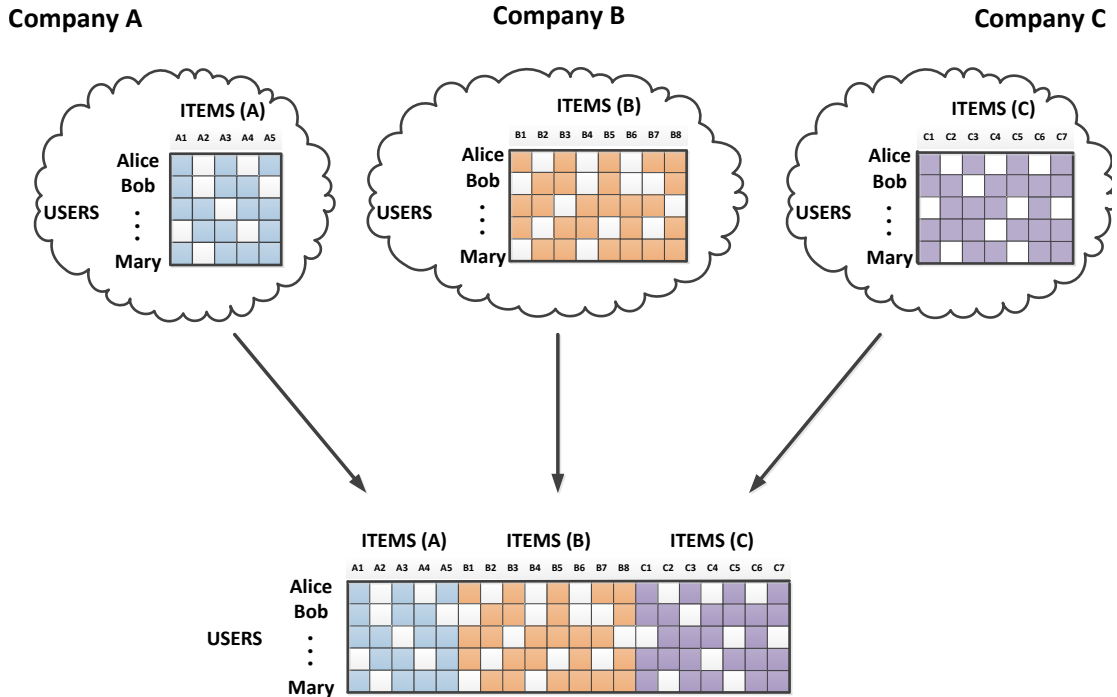 Company A
Company B
Company C
ITEMS (A)
A1 A2 A3 A4 A5
Alice
Bob
USERS
Mary
ITEMS (B)
B1 B2 B3 B4 B5 B6 B7 B8
Alice
Bob
USERS
Mary
ITEMS (C)
C1 C2 C3 C4 C5 C6 C7
Alice
Bob
USERS
Mary
ITEMS (A) ITEMS (B) ITEMS (C)
A1 A2 A3 A4 A5 B1 B2 B3 B4 B5 B6 B7 B8 C1 C2 C3 C4 C5 C6 C7
Alice
Bob
USERS
Mary